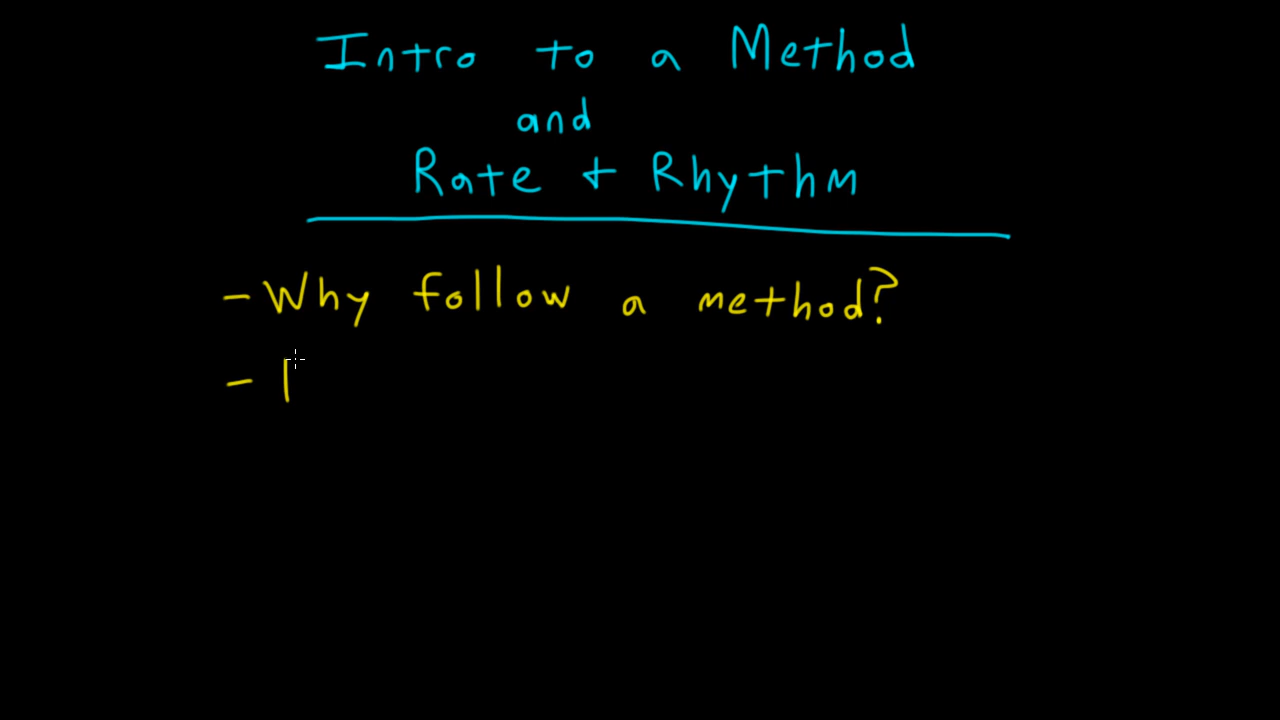 Intro to a Method
and
Rate + Rhythm
- Why follow a method?
-